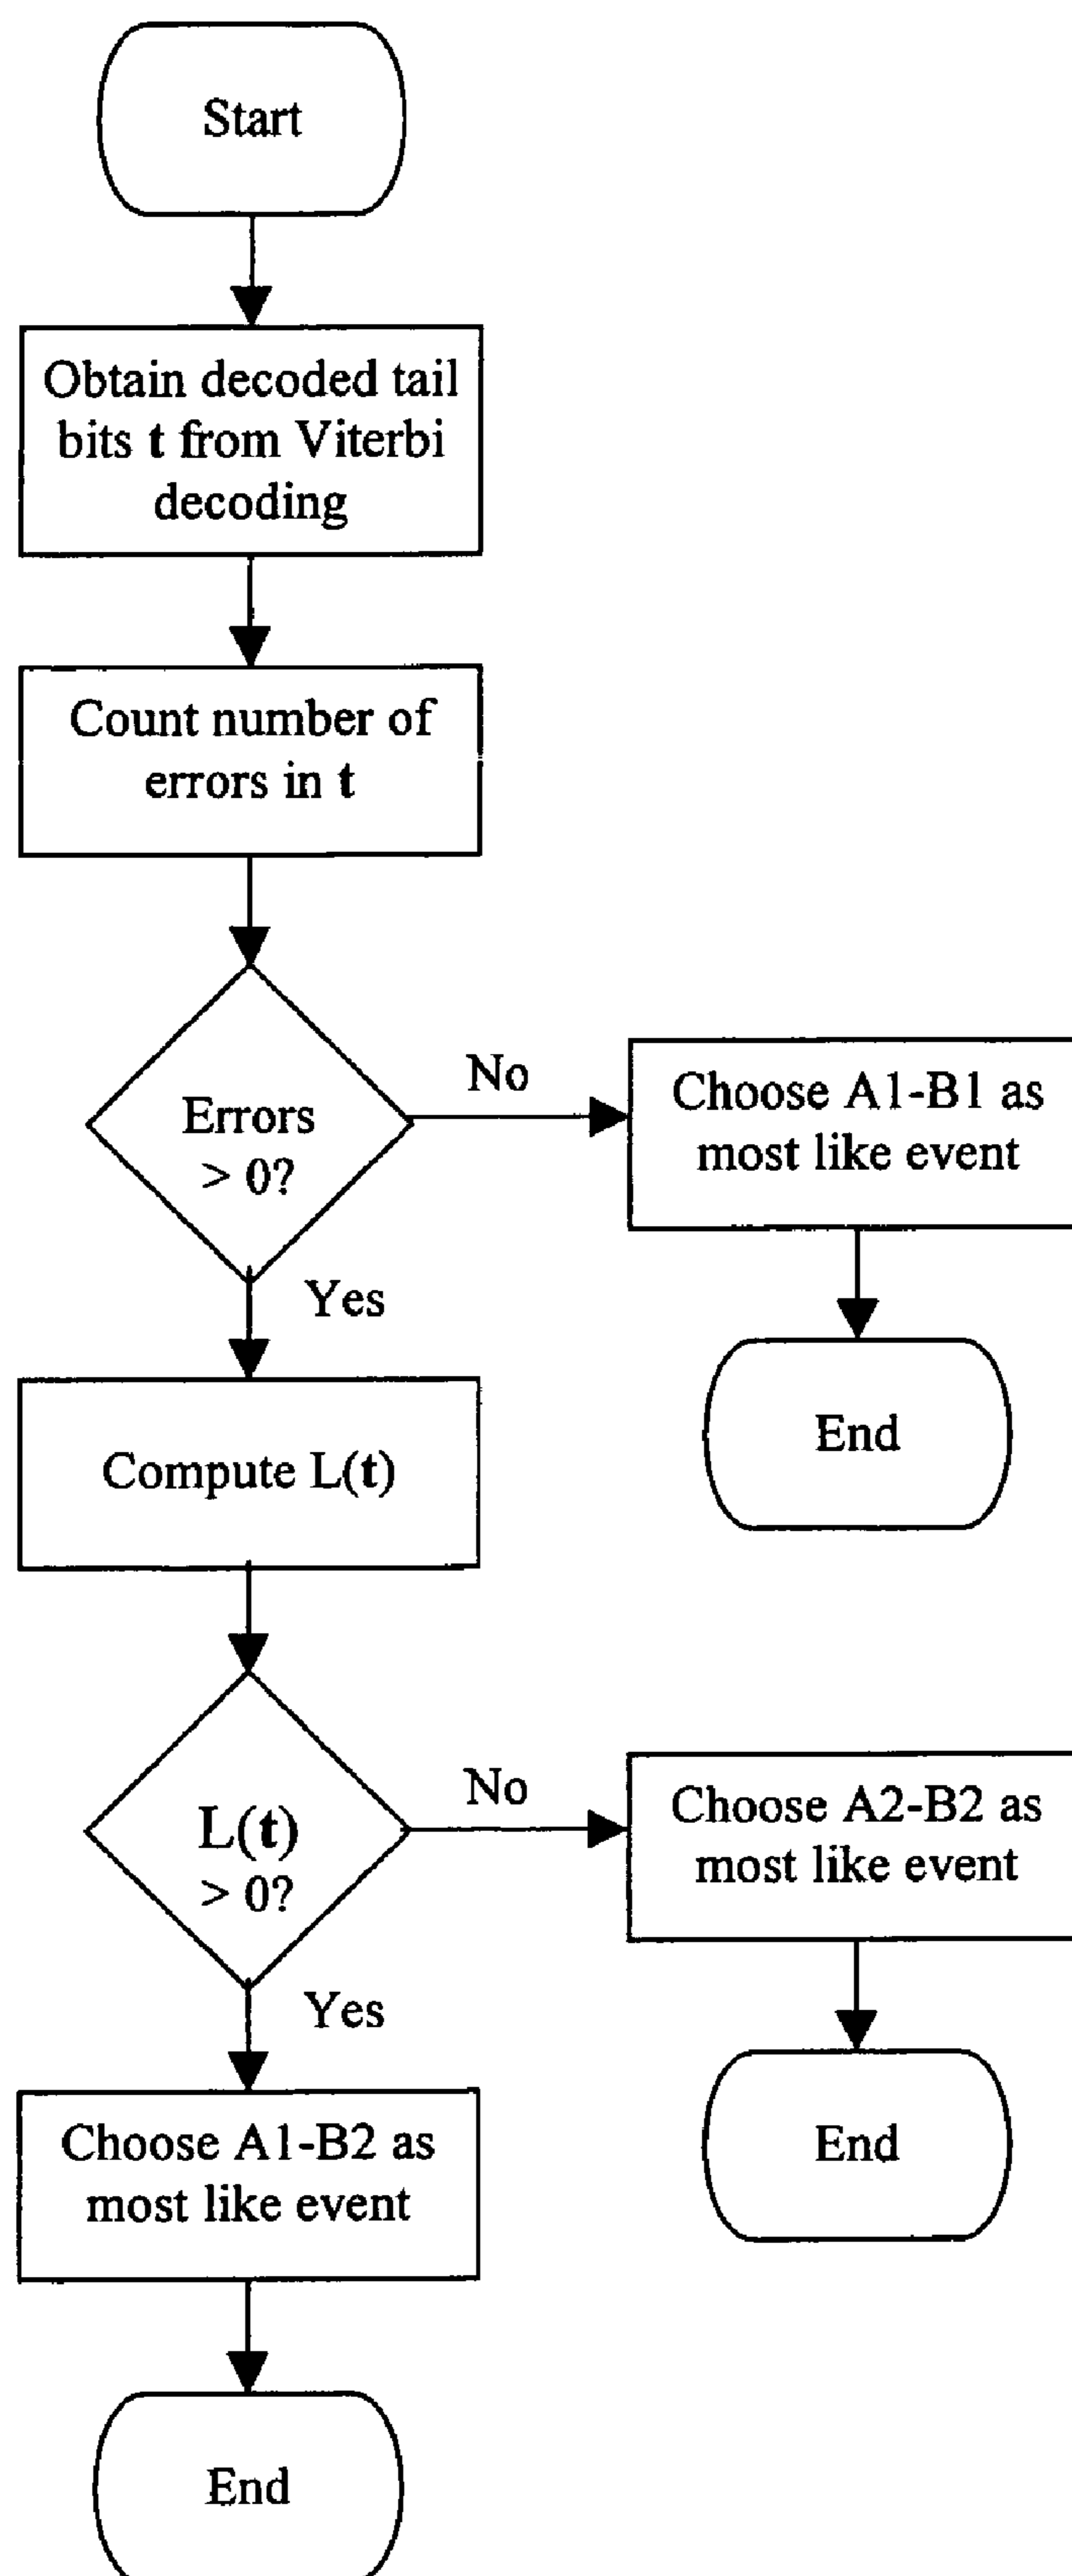 Start
Obtain decoded tail
bits t from Viterbi
decoding
Count number of
errors in t
Errors
> 0?
No
Choose A1-B1 as
most like event
End
Yes
Compute L(t)
L(t)
> 0?
No
Choose A2-B2 as
most like event
End
Yes
Choose A1-B2 as
most like event
End